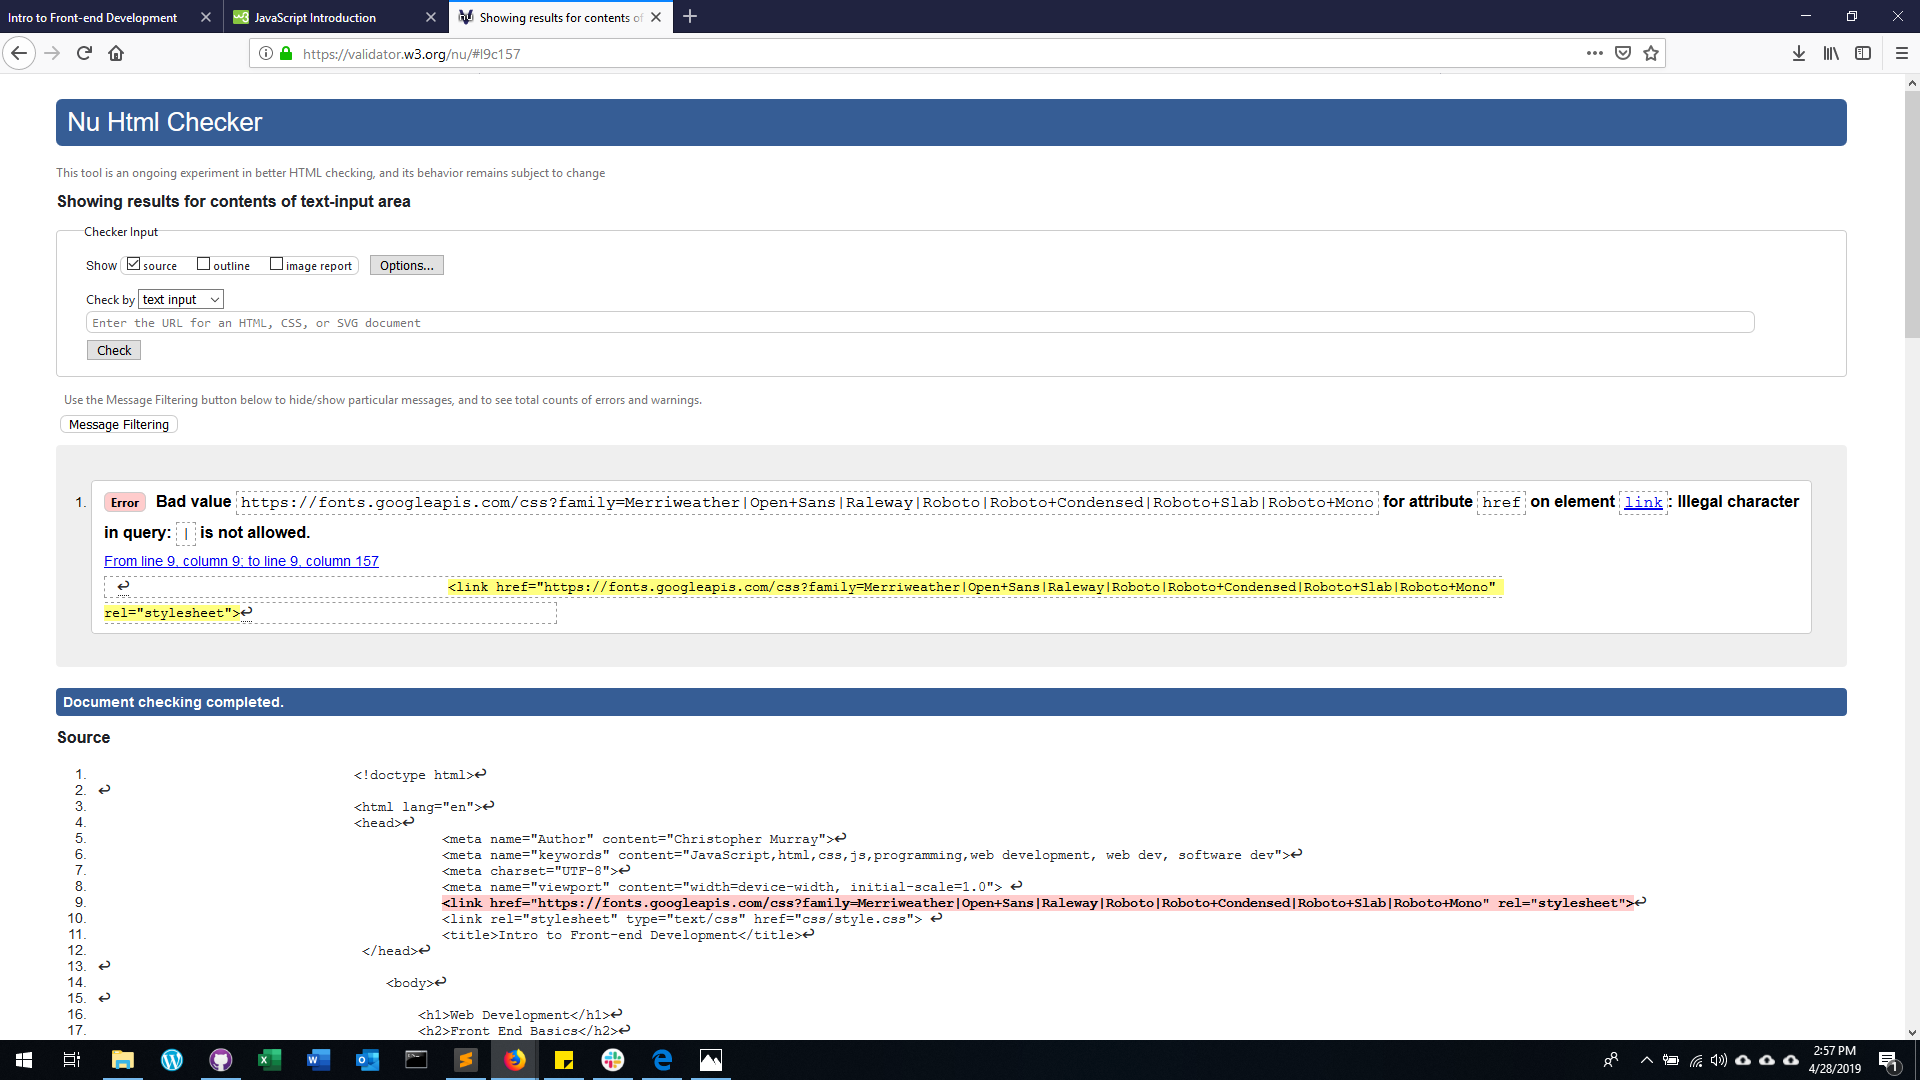 Intro to Front-end Development
JavaScript Introduction
Showing results for contents of
https://validator.w3.org/nu/#l9c157
Nu Html Checker
This tool is an ongoing experiment in better HTML checking, and its behavior remains subject to change
Showing results for contents of text-input area
Checker Input
Show source outline image report Options...
Check by text input
Enter the URL for an HTML, CSS, or SVG document
Check
Use the Message Filtering button below to hide/show particular messages, and to see total counts of errors and warnings.
Message Filtering
1. Error Bad value https://fonts.googleapis.com/css?family=Merriweather|Open+Sans|Raleway|Roboto|Roboto+Condensed|Roboto+Slab|Roboto+Mono for attribute href on element link: Illegal character
in query: | is not allowed.
From line 9, column 9; to line 9, column 157
↩ <link href="https://fonts.googleapis.com/css?family=Merriweather|Open+Sans|Raleway|Roboto|Roboto+Condensed|Roboto+Slab|Roboto+Mono"
rel="stylesheet">↩
Document checking completed.
Source
1. <!doctype html>↩
2. ↩
3. <html lang="en">↩
4. <head>↩
5. <meta name="Author" content="Christopher Murray">↩
6. <meta name="keywords" content="JavaScript,html,css,js,programming,web development, web dev, software dev">↩
7. <meta charset="UTF-8">↩
8. <meta name="viewport" content="width=device-width, initial-scale=1.0"> ↩
9. <link href="https://fonts.googleapis.com/css?family=Merriweather|Open+Sans|Raleway|Roboto|Roboto+Condensed|Roboto+Slab|Roboto+Mono" rel="stylesheet">↩
10. <link rel="stylesheet" type="text/css" href="css/style.css"> ↩
11. <title>Intro to Front-end Development</title>↩
12. </head>↩
13. ↩
14. <body>↩
15. ↩
16. <h1>Web Development</h1>↩
17. <h2>Front End Basics</h2>↩
2:57 PM
4/28/2019
1